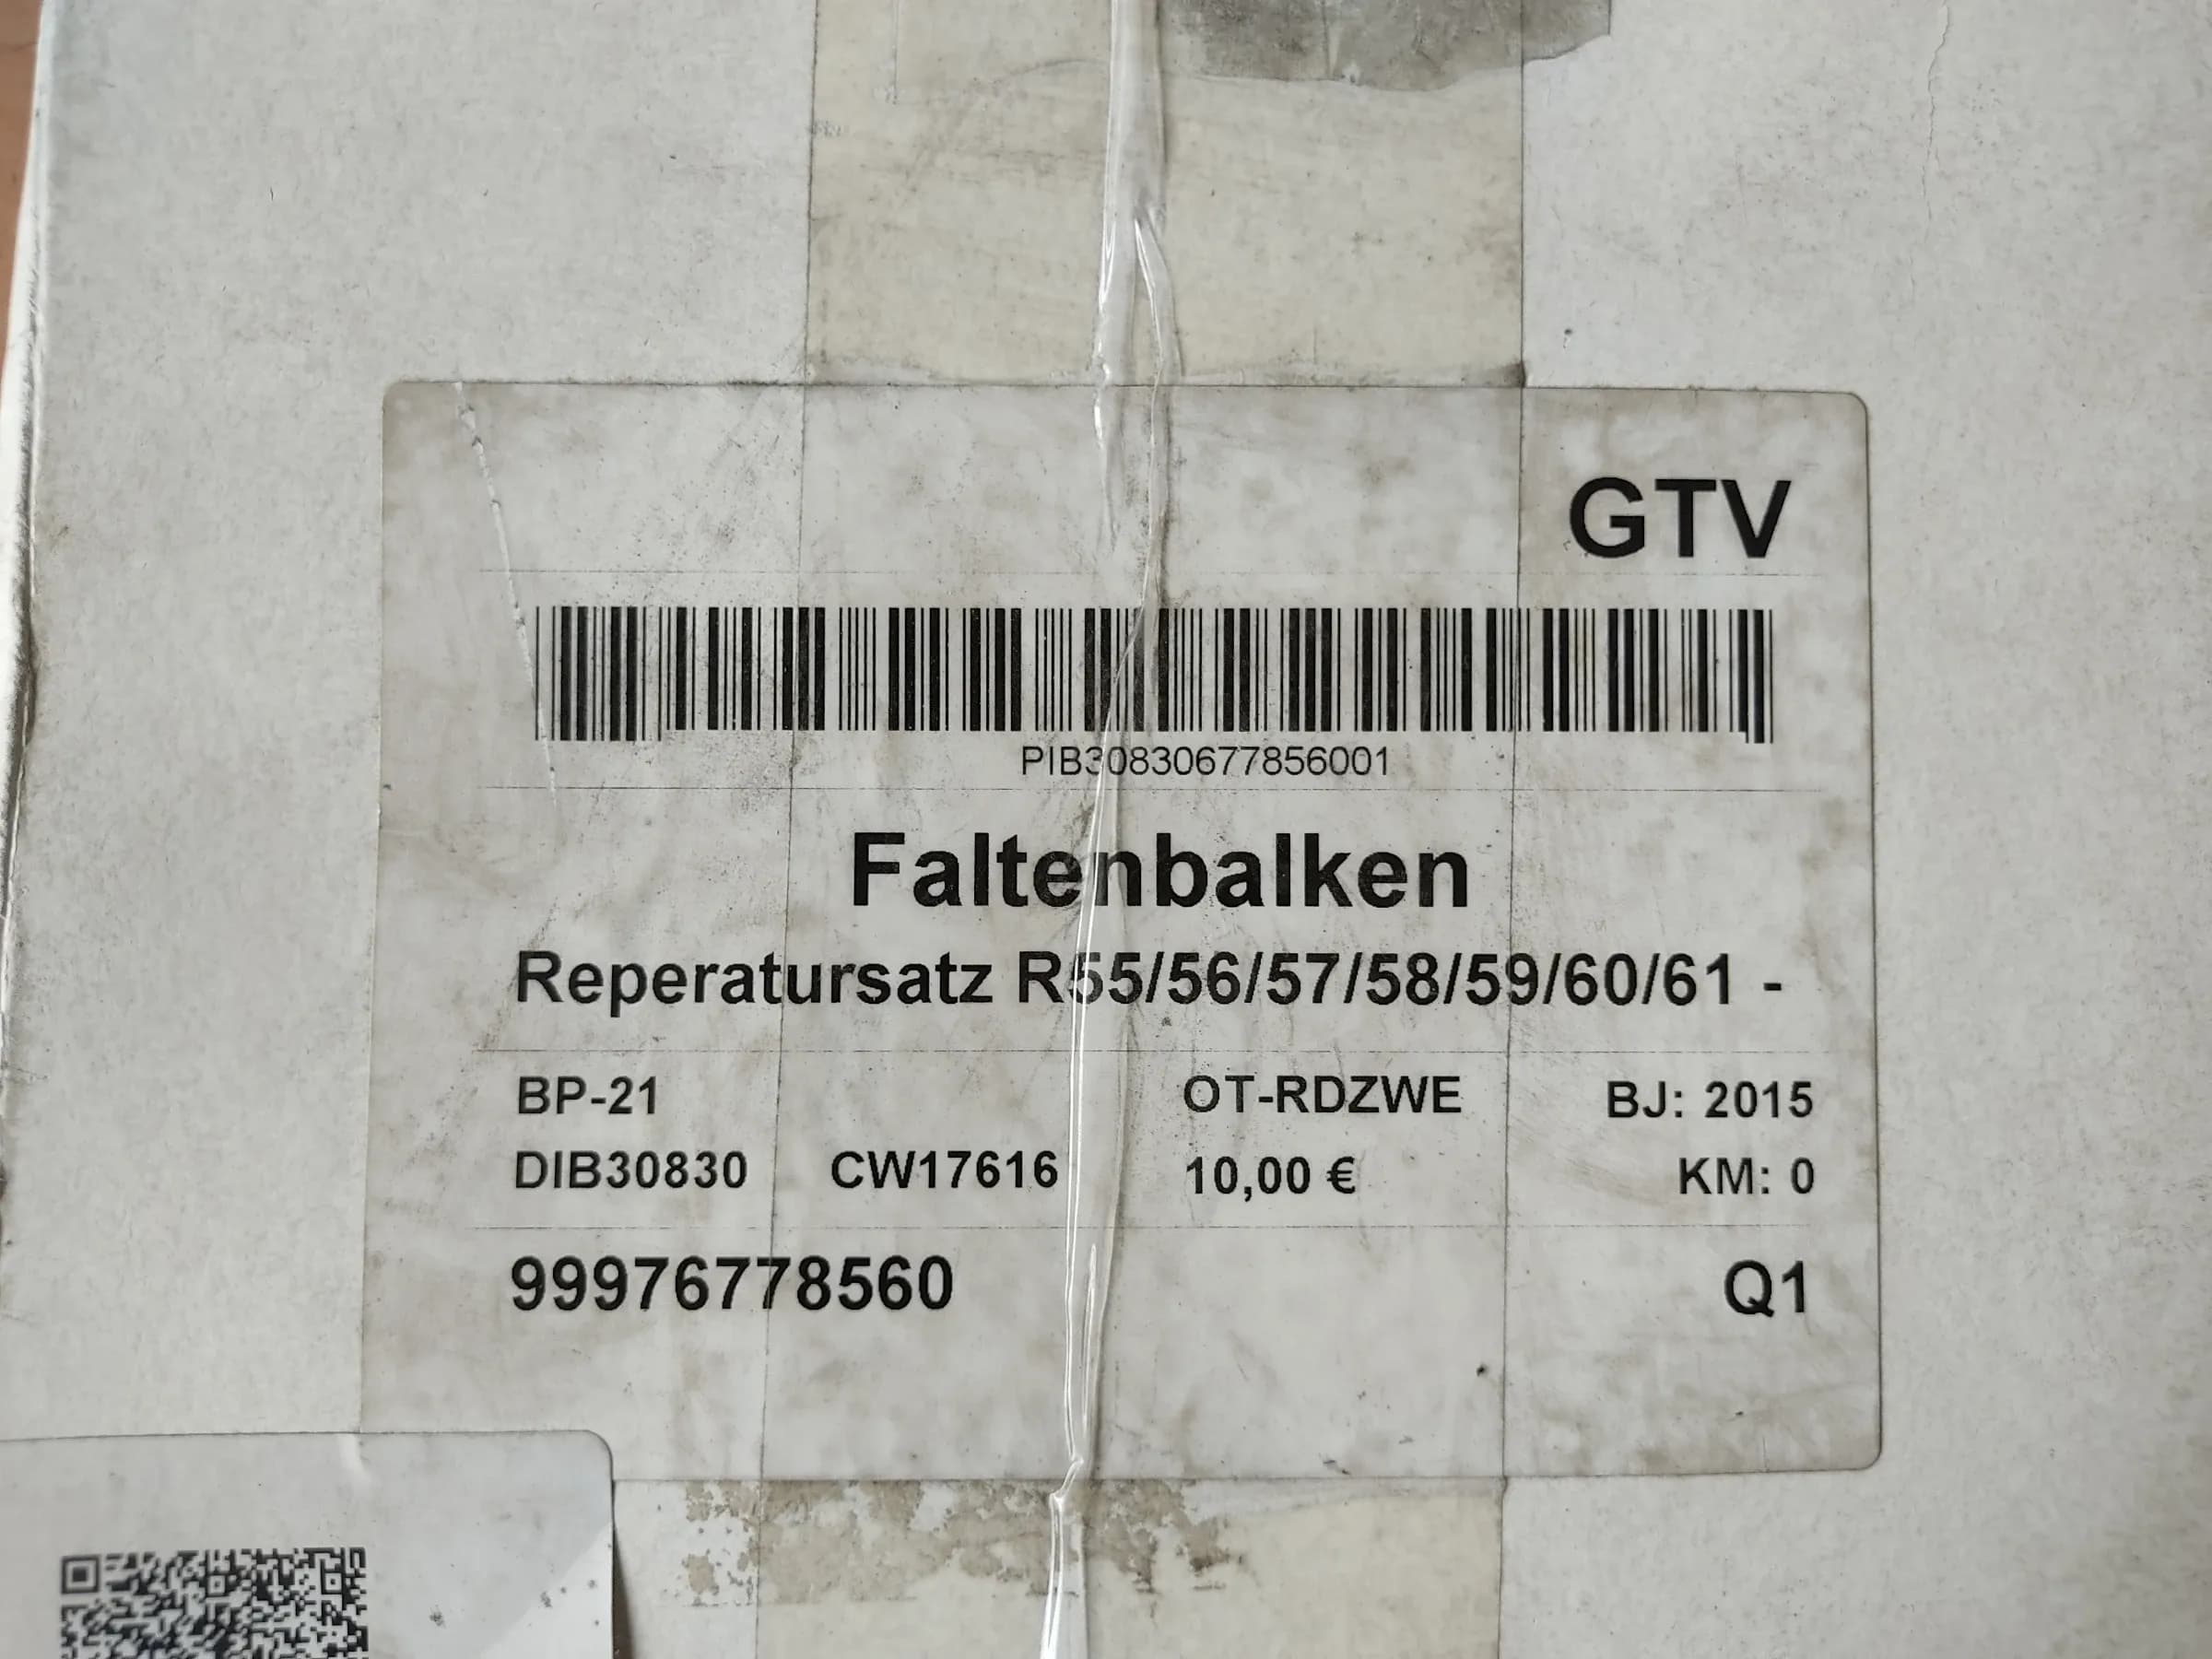 GTV
PIB30830677856001
Faltenbalken
Reperatursatz R55/56/57/58/59/60/61 -
BP-21 OT-RDZWE BJ: 2015
DIB30830 CW17616 10,00 € KM: 0
99976778560 Q1